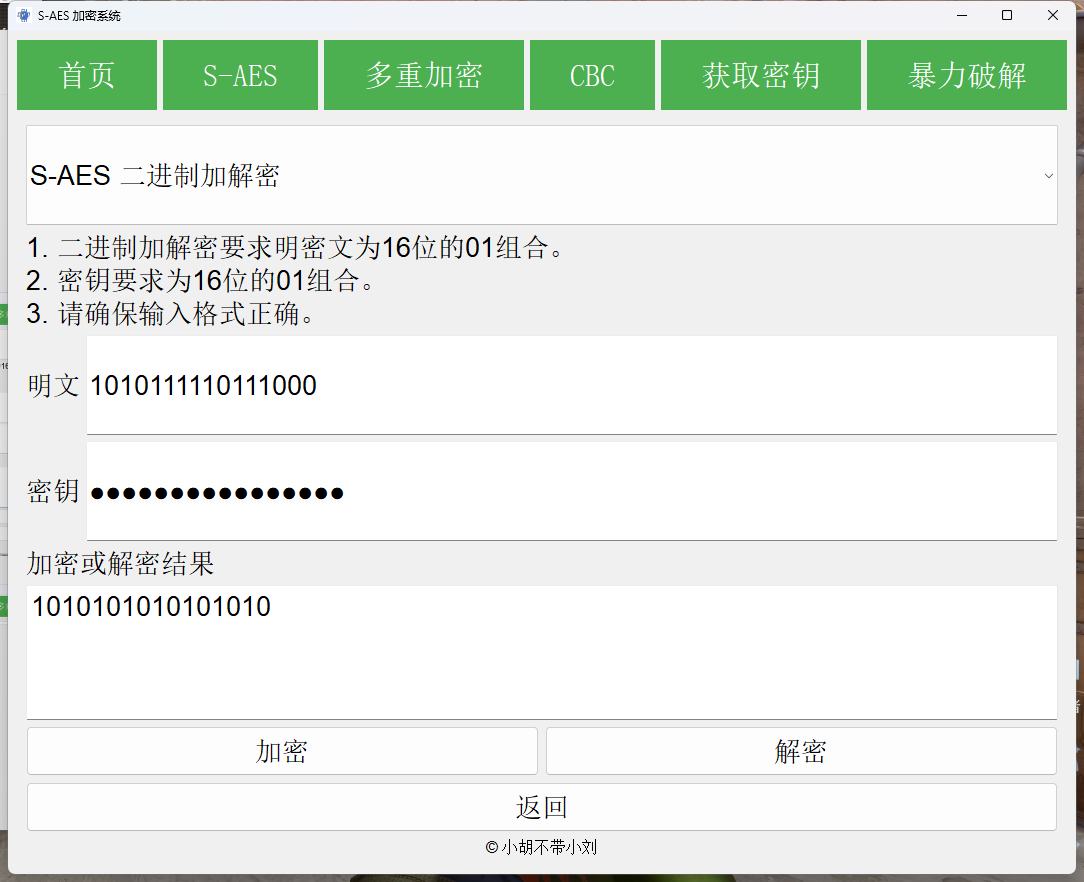 S-AES 加密系统
首页 S-AES 多重加密 CBC 获取密钥 暴力破解
S-AES 二进制加解密
1. 二进制加解密要求明密文为16位的01组合。
2. 密钥要求为16位的01组合。
3. 请确保输入格式正确。
明文 1010111110111000
密钥 ●●●●●●●●●●●●●●●●
加密或解密结果
1010101010101010
加密 解密
返回
© 小胡不带小刘